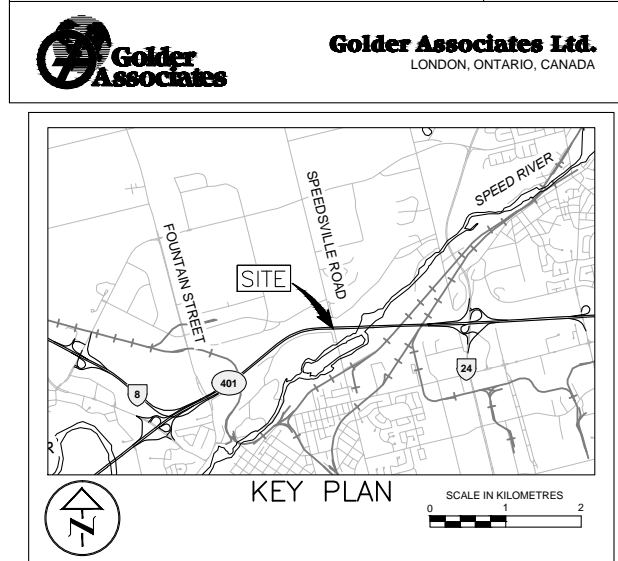 Golder
Associates
Golder Associates Ltd.
LONDON, ONTARIO, CANADA
SPEED RIVER
SPEEDSVILLE ROAD
FOUNTAIN STREET
SITE
401
8
24
R
KEY PLAN
N
SCALE IN KILOMETRES
0 1 2